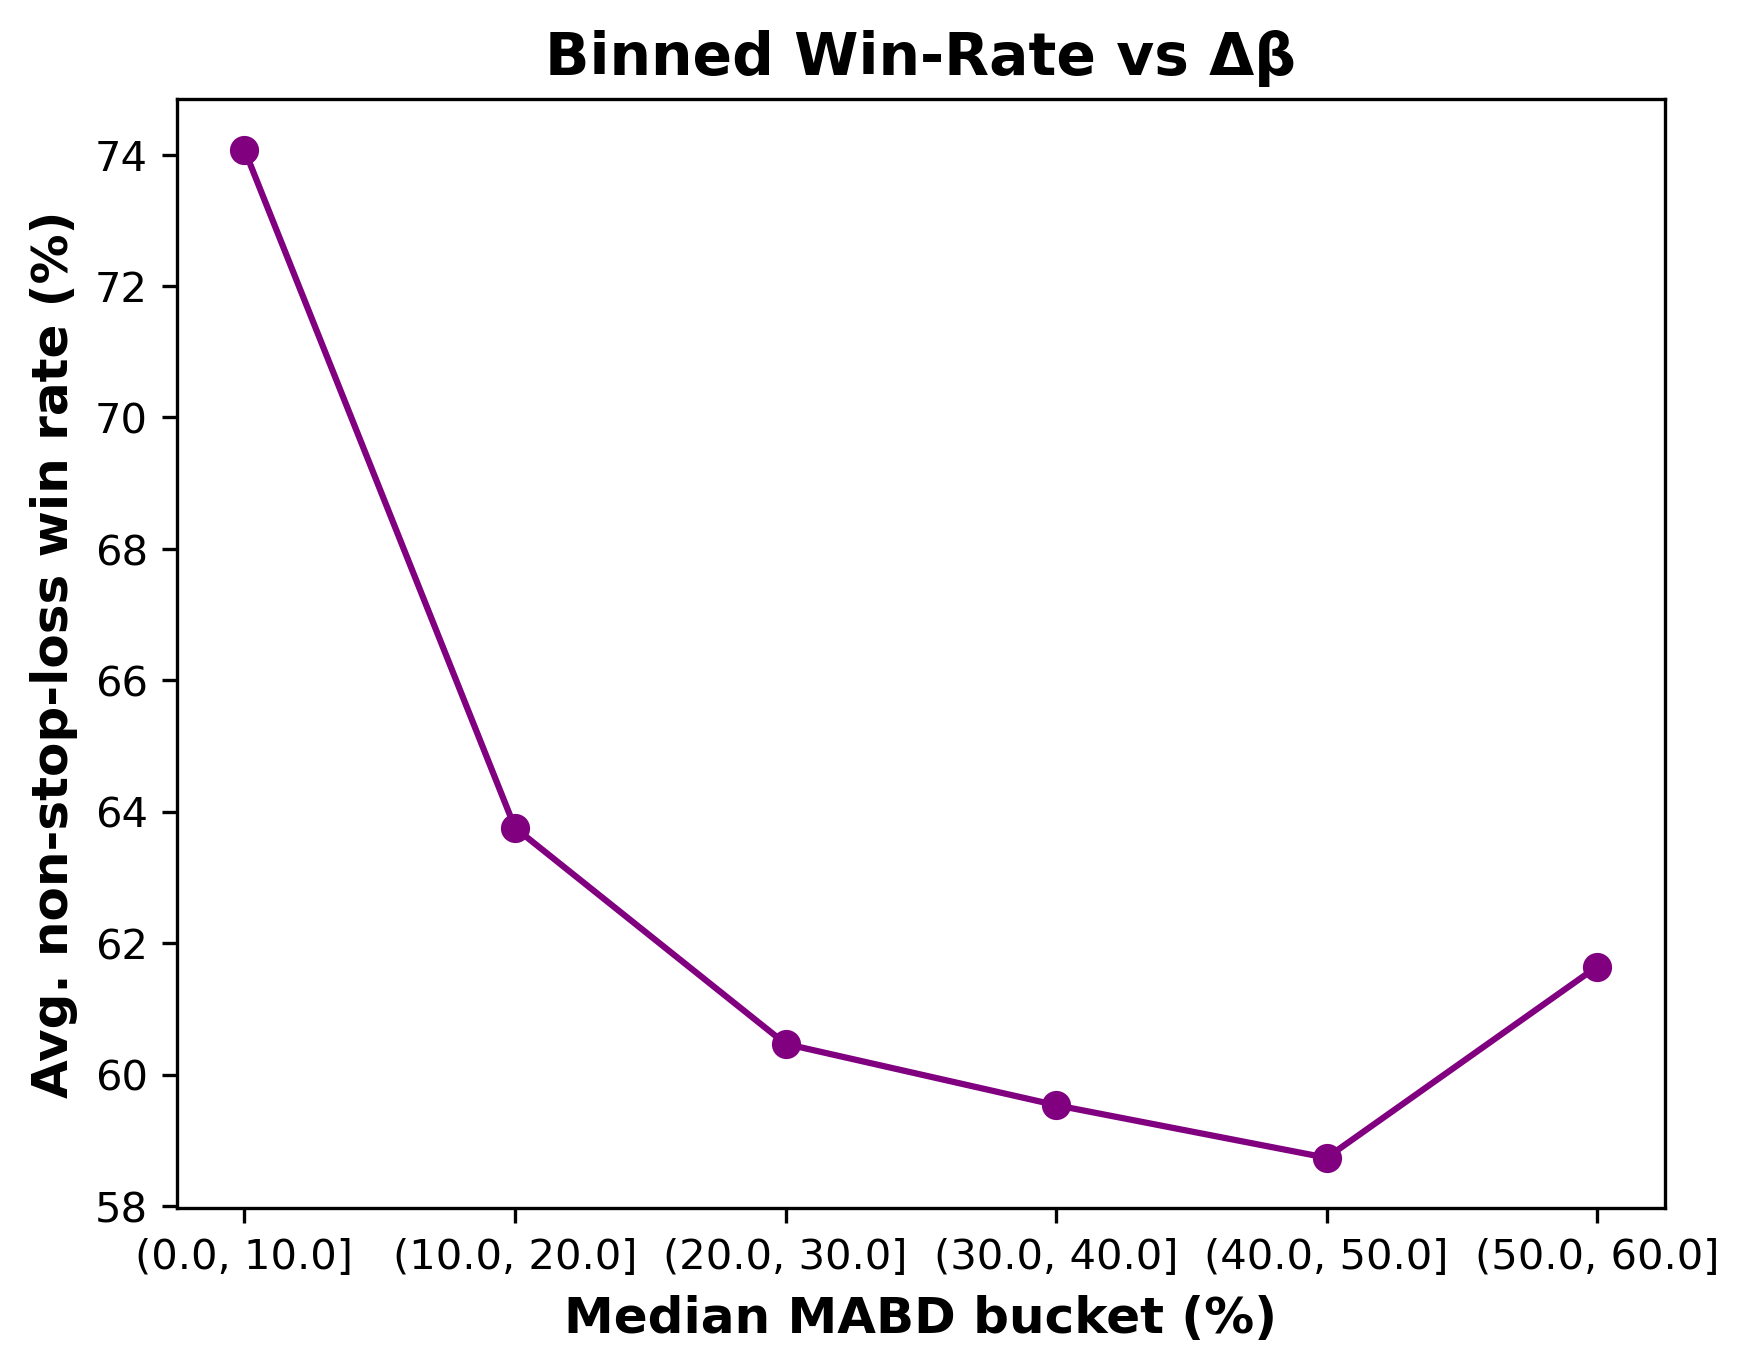 Binned Win-Rate vs Δβ
Avg. non-stop-loss win rate (%)
74
72
70
68
66
64
62
60
58
(0.0, 10.0] (10.0, 20.0] (20.0, 30.0] (30.0, 40.0] (40.0, 50.0] (50.0, 60.0]
Median MABD bucket (%)